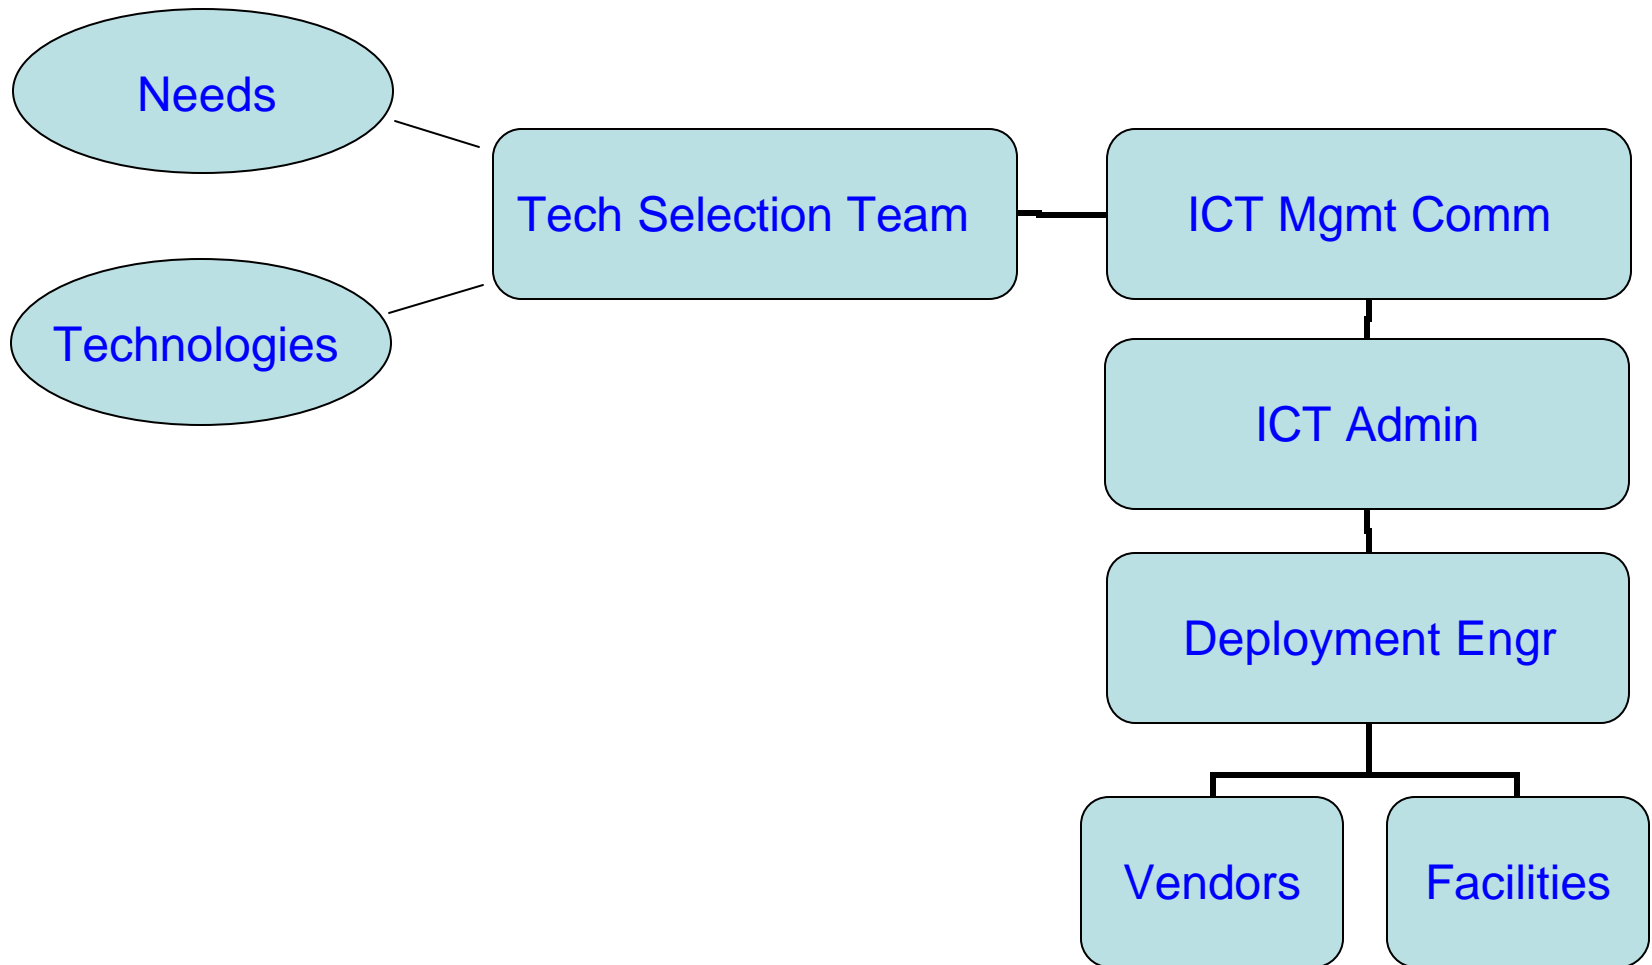 Needs
Technologies
Tech Selection Team
ICT Mgmt Comm
ICT Admin
Deployment Engr
Vendors
Facilities